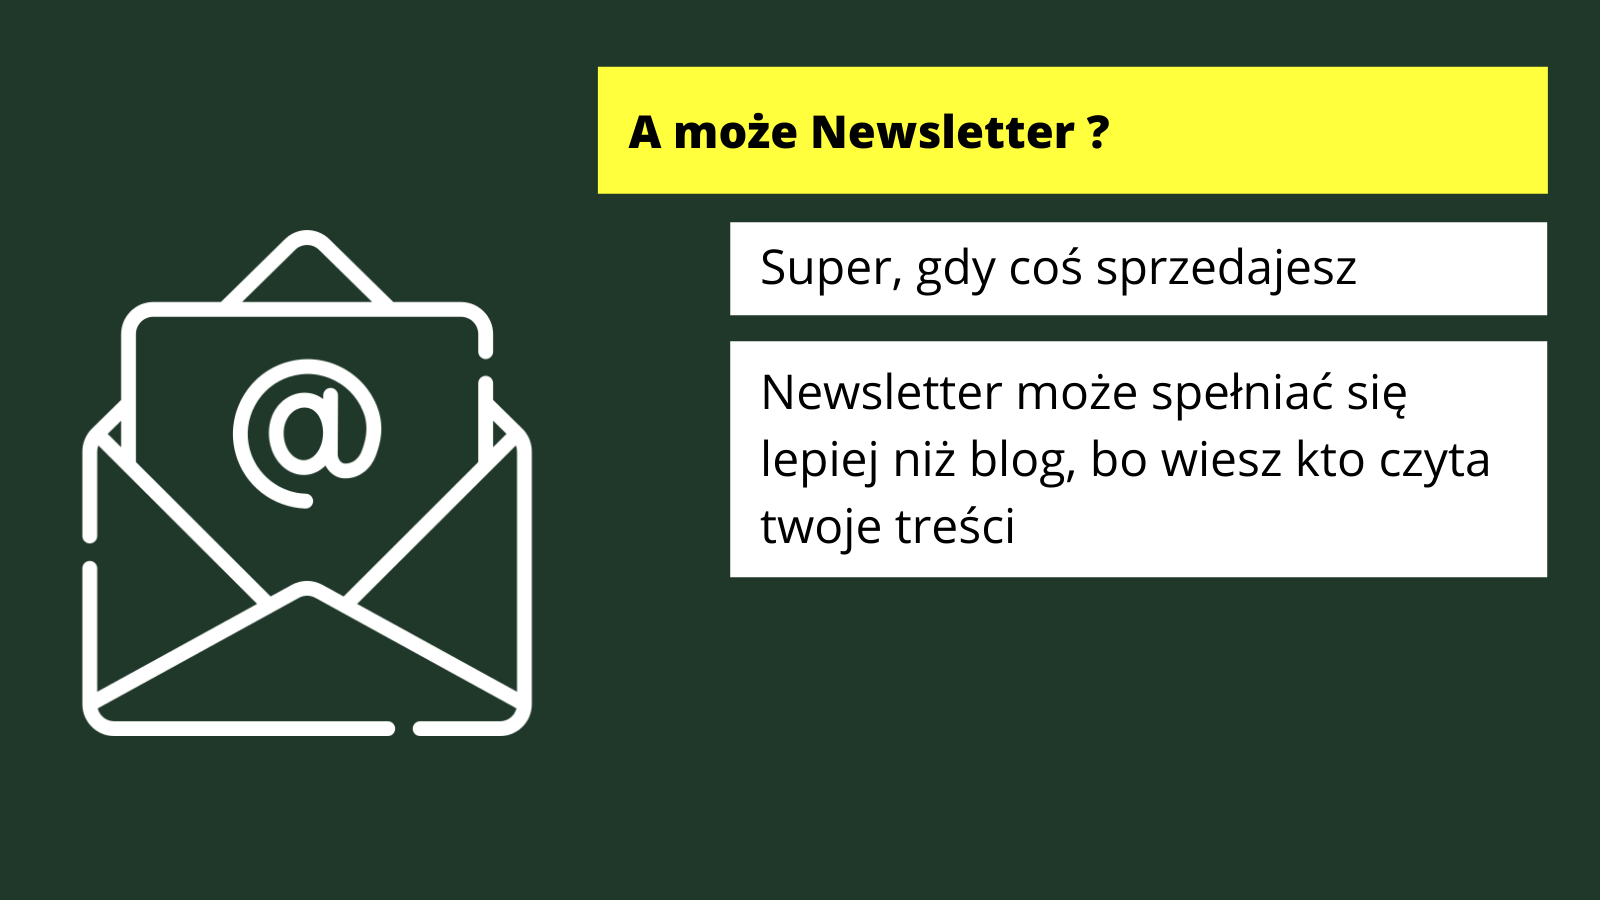 A może Newsletter ?
Super, gdy coś sprzedajesz
Newsletter może spełniać się
lepiej niż blog, bo wiesz kto czyta
twoje treści
@